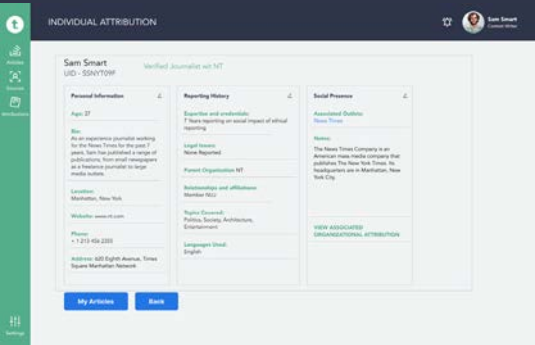 t
INDIVIDUAL ATTRIBUTION
Sam Smart
Content Writer
Articles
Sources
Attributions
Settings
Sam Smart
UID - SSNYT09F
Verified Journalist wit NT
Personal Information
Age: 37
Bio:
As an experience journalist working
for the News Times for the past 7
years, Sam has published a range of
publications, from small newspapers
as a freelance journalist to large
media outlets.
Location:
Manhattan, New York
Website: www.nt.com
Phone:
+ 1 213 456 2203
Address: 620 Eighth Avenue, Times
Square Manhattan Network
Reporting History
Expertise and credentials:
7 Years reporting on social impact of ethical
reporting
Legal Issues:
None Reported
Parent Organization NT
Relationships and affiliations:
Member NUJ
Topics Covered:
Politics, Society, Architecture,
Entertainment
Languages Used:
English
Social Presence
Associated Outlets:
News Times
Notes:
The News Times Company is an
American mass media company that
publishes The New York Times. Its
headquarters are in Manhattan, New
York City.
VIEW ASSOCIATED
ORGANIZATIONAL ATTRIBUTION
My Articles
Back